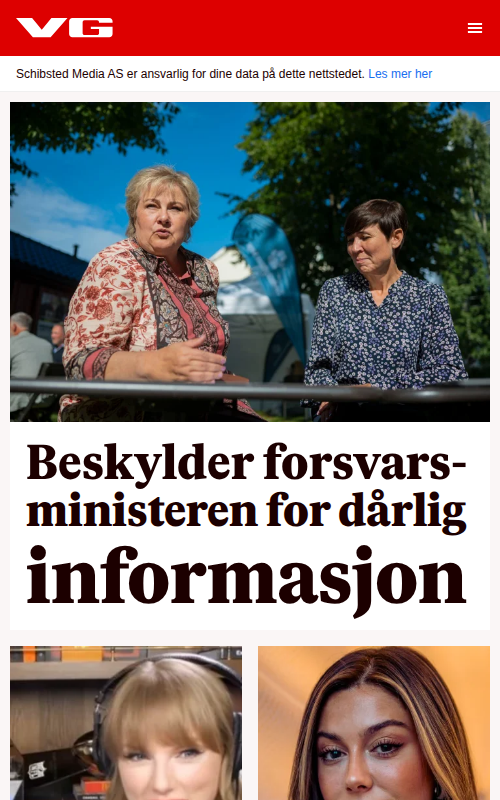 VG
Schibsted Media AS er ansvarlig for dine data på dette nettstedet. Les mer her
Beskylder forsvars-
ministeren for dårlig
informasjon